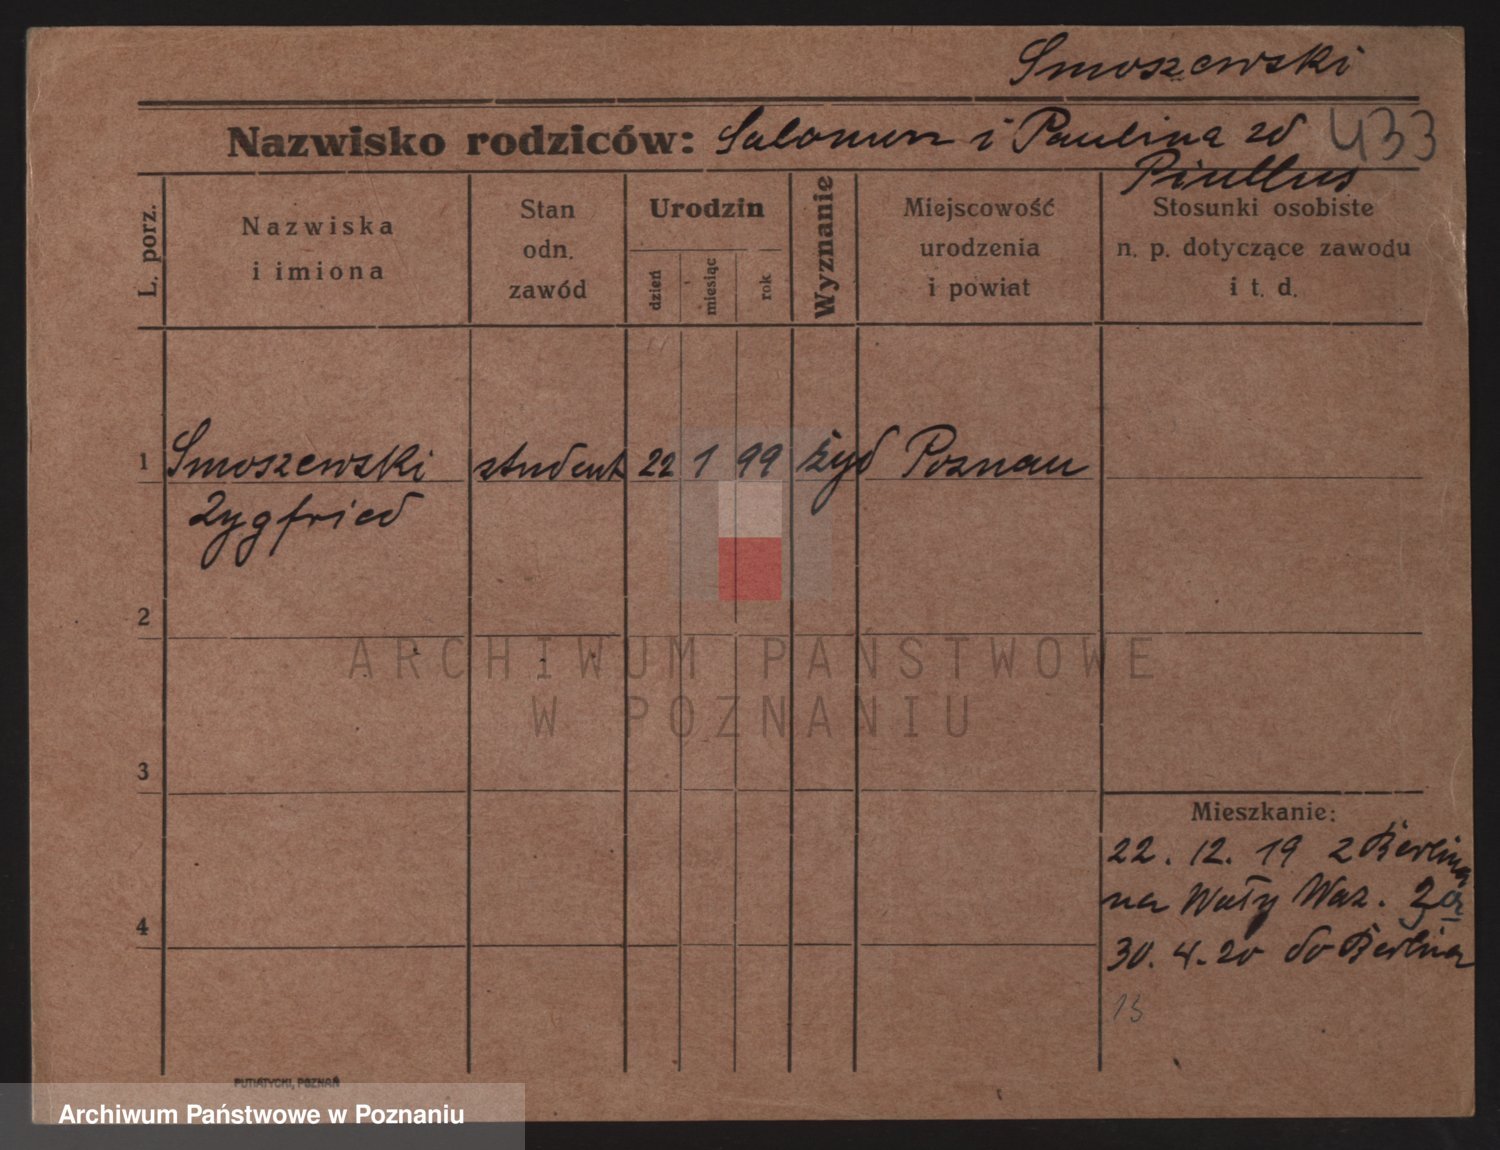 Smoszewski
Nazwisko rodziców: Salomon i Paulina zd 433
L. porz.
Nazwiska
i imiona
Stan
odn.
zawód
Urodzin
dzień
miesiąc
rok
Wyznanie
Miejscowość
urodzenia
i powiat
Stosunki osobiste
n. p. dotyczące zawodu
i t. d.
1 Smoszewski student 22 1 99 żyd Poznan
Zygfried
2
3
4
Mieszkanie:
22. 12. 19 z Berlina
na Wały Waz.
30. 4. 20 do Berlina
13
PUTIATYCKI, POZNAŃ
ARCHIWUM PAŃSTWOWE
W POZNANIU
Archiwum Państwowe w Poznaniu